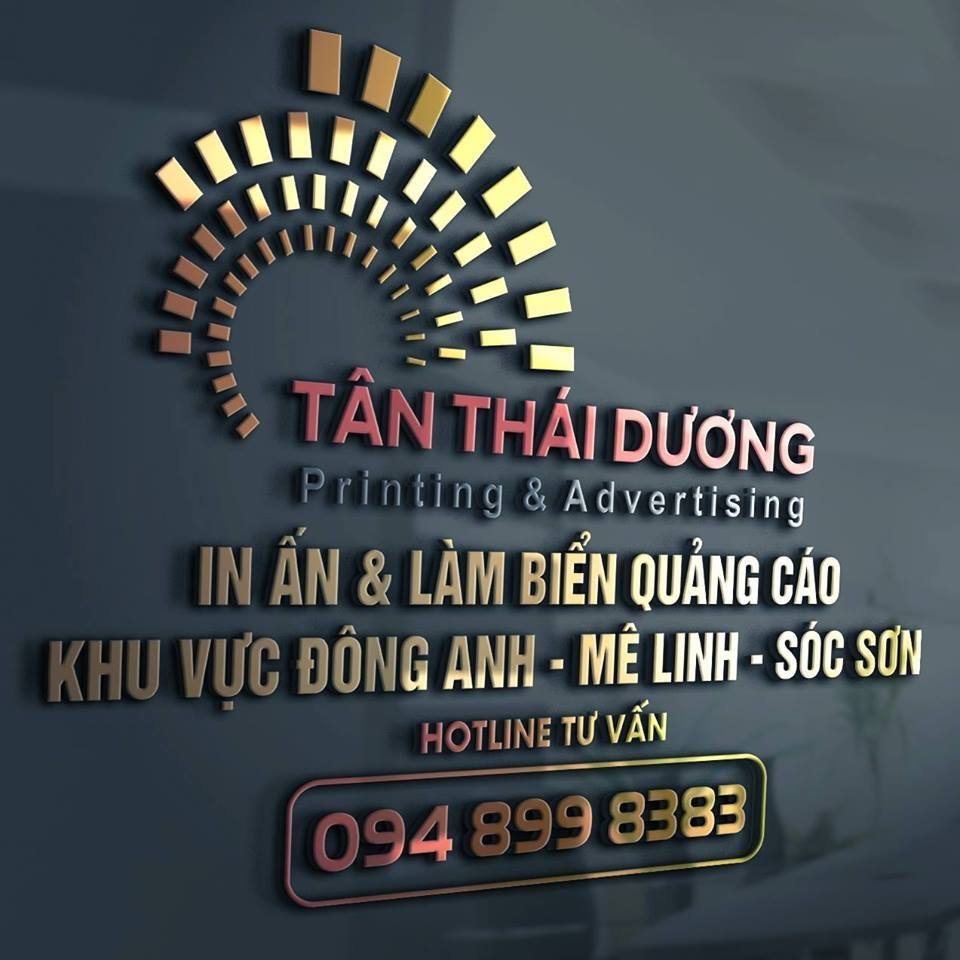 TÂN THÁI DƯƠNG
Printing & Advertising
IN ẤN & LÀM BIỂN QUẢNG CÁO
KHU VỰC ĐÔNG ANH - MÊ LINH - SÓC SƠN
HOTLINE TƯ VẤN
094 899 8383